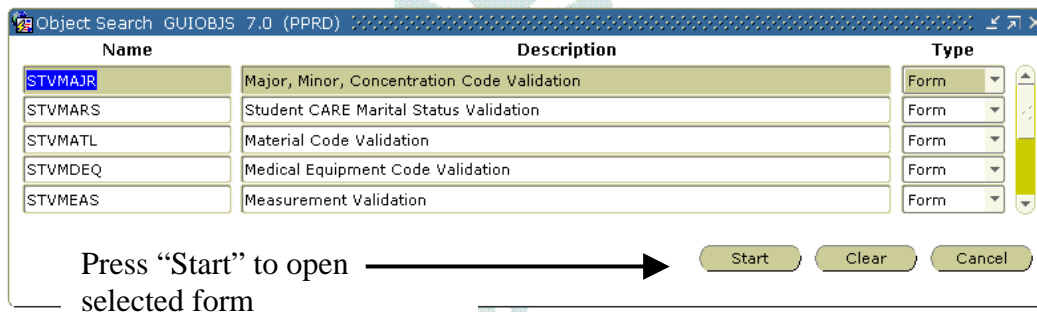 Object Search GUIOBJS 7.0 (PPRD)
Name Description Type
STVMAJR Major, Minor, Concentration Code Validation Form
STVMARS Student CARE Marital Status Validation Form
STVMATL Material Code Validation Form
STVMDEQ Medical Equipment Code Validation Form
STVMEAS Measurement Validation Form
Start Clear Cancel
Press “Start” to open
selected form